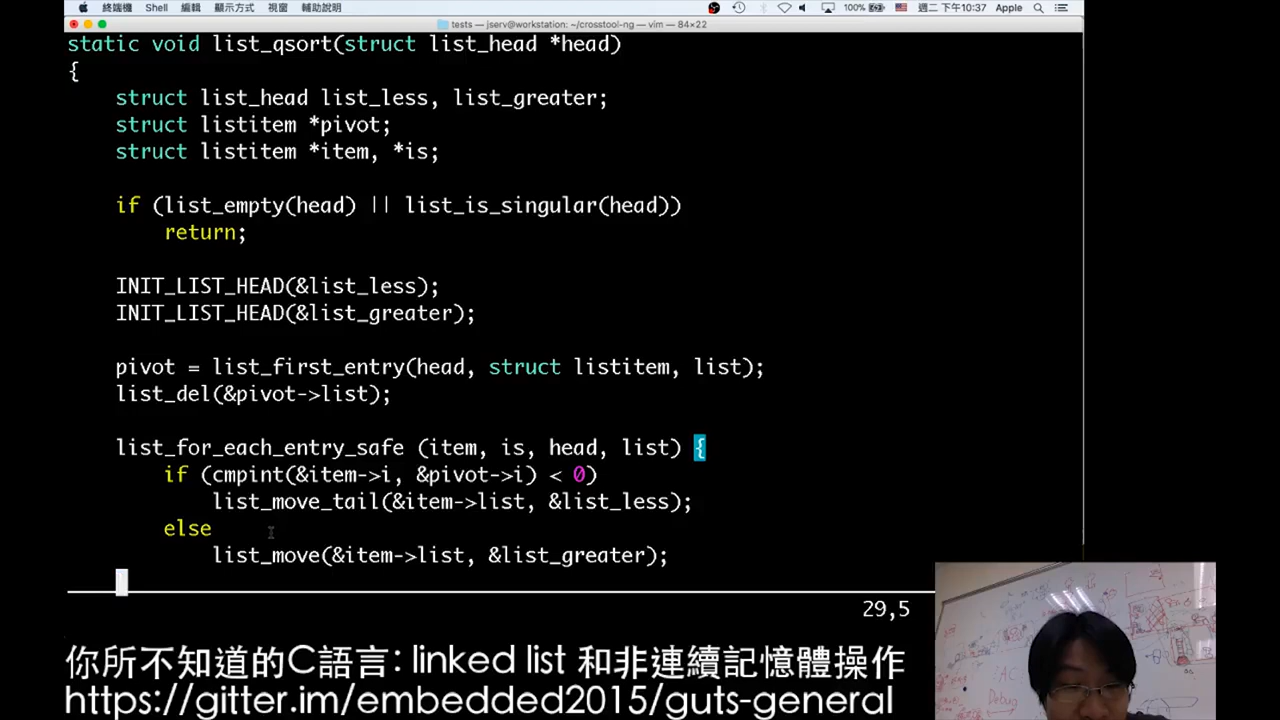 終端機 Shell 編輯 顯示方式 視窗 輔助說明 100% 週二 下午10:37 Apple
tests — jserv@workstation: ~/crosstool-ng — vim — 84×22
static void list_qsort(struct list_head *head)
{
    struct list_head list_less, list_greater;
    struct listitem *pivot;
    struct listitem *item, *is;
    if (list_empty(head) || list_is_singular(head))
        return;
    INIT_LIST_HEAD(&list_less);
    INIT_LIST_HEAD(&list_greater);
    pivot = list_first_entry(head, struct listitem, list);
    list_del(&pivot->list);
    list_for_each_entry_safe (item, is, head, list) {
        if (cmpint(&item->i, &pivot->i) < 0)
            list_move_tail(&item->list, &list_less);
        else
            list_move(&item->list, &list_greater);
29,5
AC
Debug
你所不知道的C語言: linked list 和非連續記憶體操作
https://gitter.im/embedded2015/guts-general